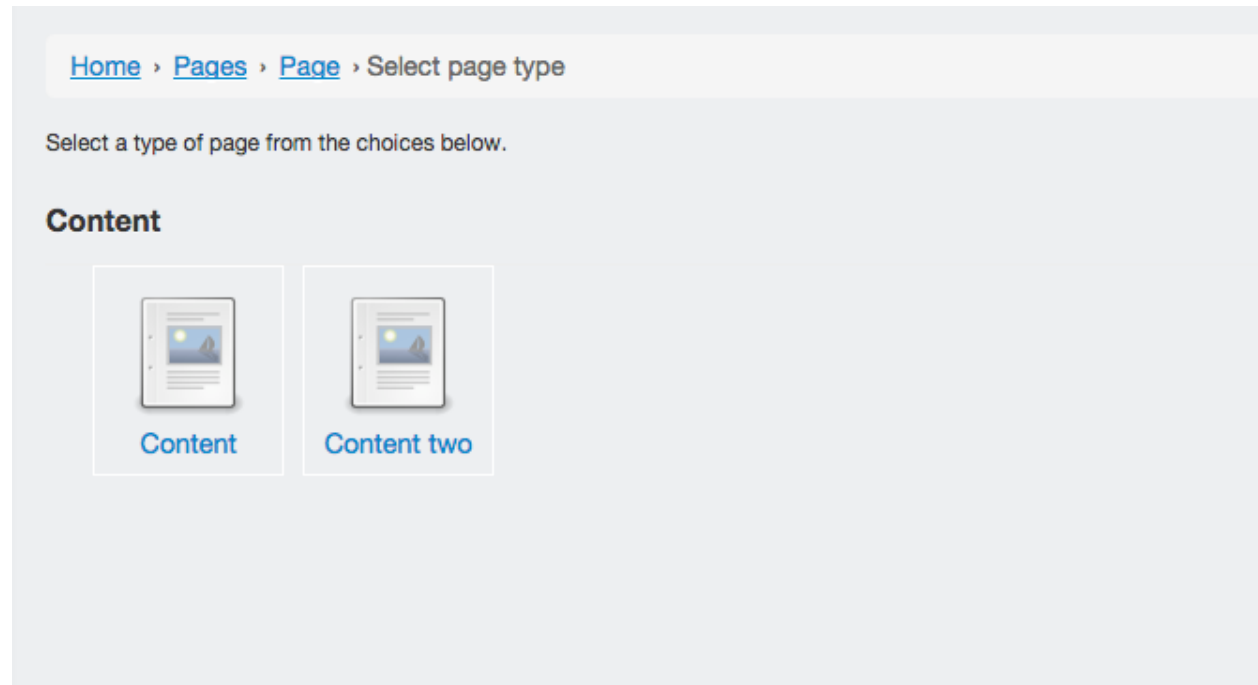 Home › Pages › Page › Select page type
Select a type of page from the choices below.
Content
Content
Content two